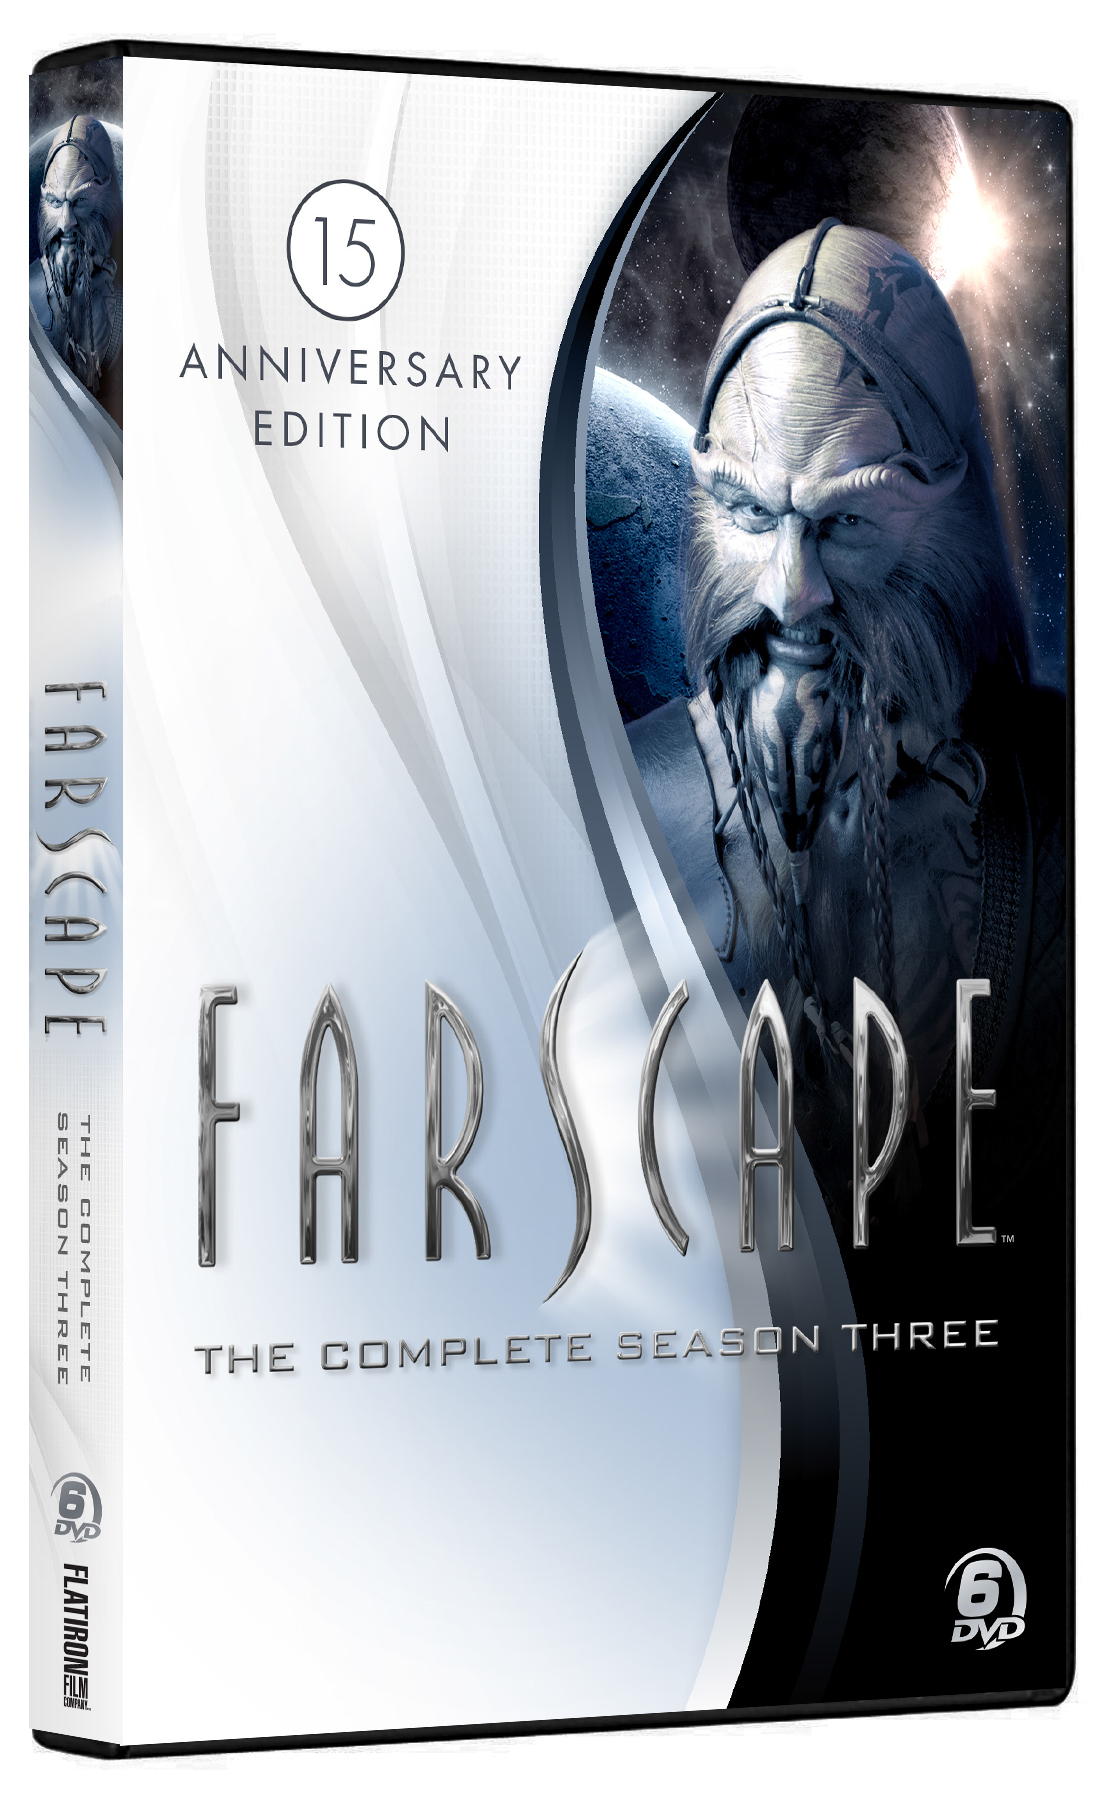 15
ANNIVERSARY
EDITION
FARSCAPE™
THE COMPLETE SEASON THREE
6
DVD
FARSCAPE
THE COMPLETE
SEASON THREE
6
DVD
FLATIRON
FILM
COMPANY